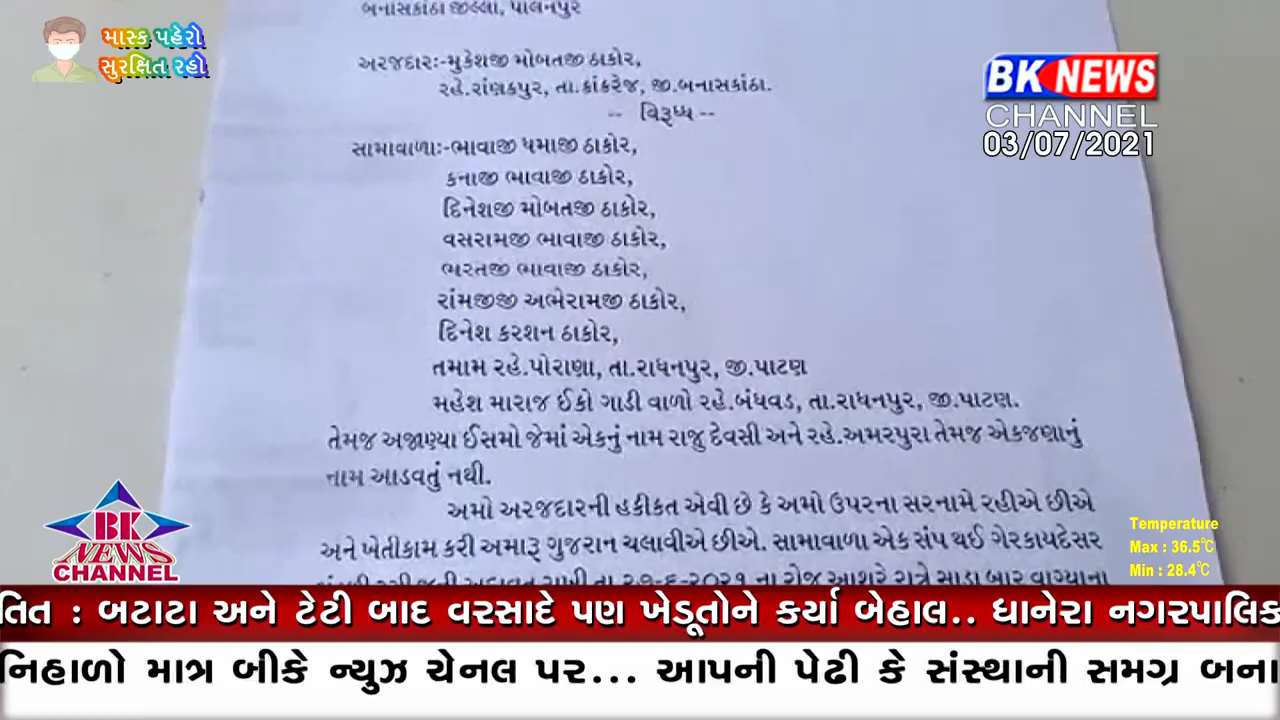 માસ્ક પહેરો
સુરક્ષિત રહો
બનાસકાંઠા જીલ્લા, પાલનપુર
અરજદાર:-મુકેશજી મોબતજી ઠાકોર,
રહે.રાંણકપુર, તા.કાંકરેજ, જી.બનાસકાંઠા.
-- વિરૂધ્ધ --
સામાવાળા:-ભાવાજી ધમાજી ઠાકોર,
કનાજી ભાવાજી ઠાકોર,
દિનેશજી મોબતજી ઠાકોર,
વસરામજી ભાવાજી ઠાકોર,
ભરતજી ભાવાજી ઠાકોર,
રાંમજીજી અભેરામજી ઠાકોર,
દિનેશ કરશન ઠાકોર,
તમામ રહે.પોરાણા, તા.રાધનપુર, જી.પાટણ
મહેશ મારાજ ઈકો ગાડી વાળો રહે.બંધવડ, તા.રાધનપુર, જી.પાટણ.
તેમજ અજાણ્યા ઈસમો જેમાં એકનું નામ રાજુ દેવસી અને રહે.અમરપુરા તેમજ એકજણાનું
નામ આડવતું નથી.
અમો અરજદારની હકીકત એવી છે કે અમો ઉપરના સરનામે રહીએ છીએ
અને ખેતીકામ કરી અમારૂ ગુજરાન ચલાવીએ છીએ. સામાવાળા એક સંપ થઈ ગેરકાયદેસર
ના રોજ આશરે રાત્રે સાડા બાર વાગ્યાના
BK NEWS
CHANNEL
03/07/2021
BK
NEWS
CHANNEL
Temperature
Max : 36.5℃
Min : 28.4℃
લિત : બટાટા અને ટેટી બાદ વરસાદે પણ ખેડૂતોને કર્યા બેહાલ.. ધાનેરા નગરપાલિક
નિહાળો માત્ર બીકે ન્યુઝ ચેનલ પર... આપની પેઢી કે સંસ્થાની સમગ્ર બના